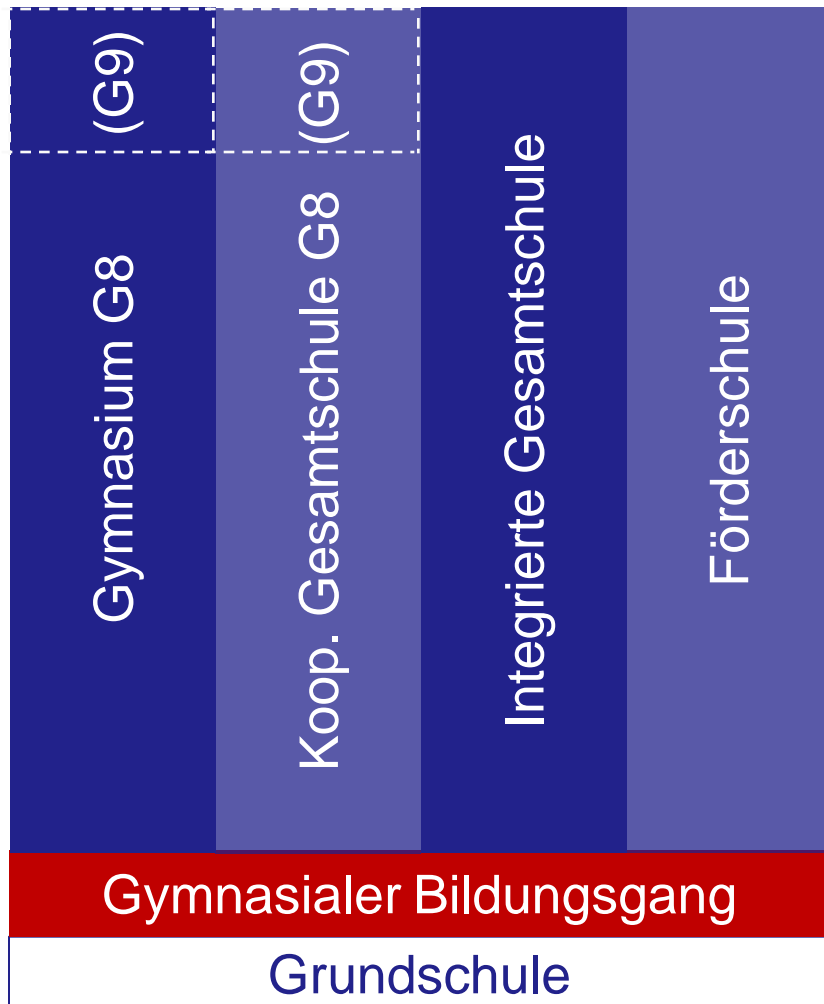 (G9)
Gymnasium G8
(G9)
Koop. Gesamtschule G8
Integrierte Gesamtschule
Förderschule
Gymnasialer Bildungsgang
Grundschule